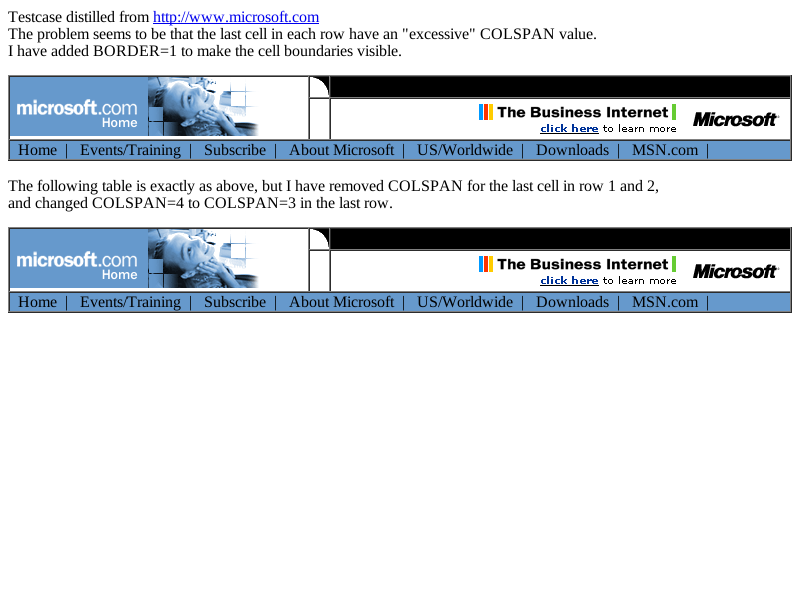 Testcase distilled from http://www.microsoft.com
The problem seems to be that the last cell in each row have an "excessive" COLSPAN value.
I have added BORDER=1 to make the cell boundaries visible.
microsoft.com
Home
The Business Internet
click here to learn more
Microsoft
Home | Events/Training | Subscribe | About Microsoft | US/Worldwide | Downloads | MSN.com |
The following table is exactly as above, but I have removed COLSPAN for the last cell in row 1 and 2,
and changed COLSPAN=4 to COLSPAN=3 in the last row.
microsoft.com
Home
The Business Internet
click here to learn more
Microsoft
Home | Events/Training | Subscribe | About Microsoft | US/Worldwide | Downloads | MSN.com |